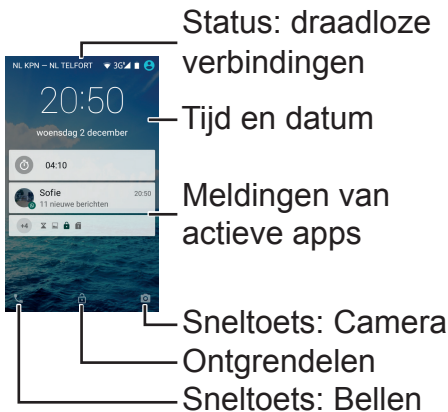 Status: draadloze
verbindingen
NL KPN – NL TELFORT 3G
20:50
woensdag 2 december
Tijd en datum
04:10
Sofie 20:50
11 nieuwe berichten
+4
Meldingen van
actieve apps
Sneltoets: Camera
Ontgrendelen
Sneltoets: Bellen